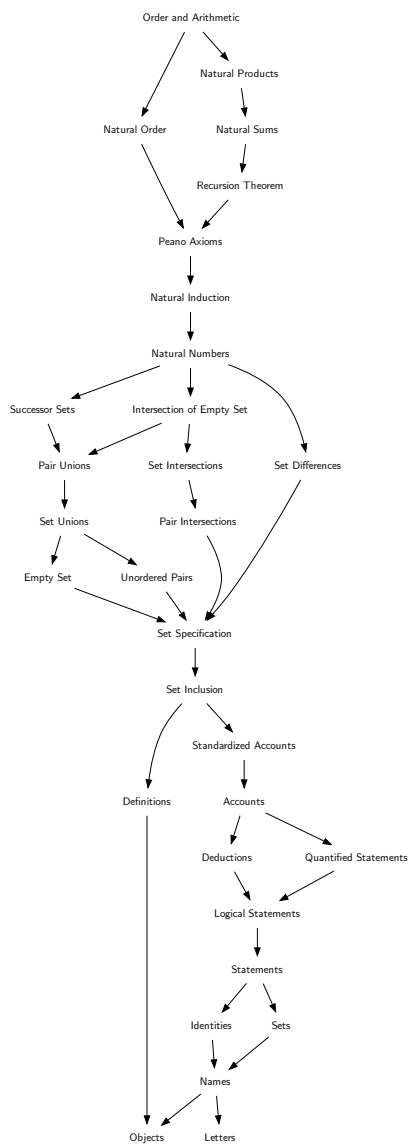 Order and Arithmetic
Natural Products
Natural Order
Natural Sums
Recursion Theorem
Peano Axioms
Natural Induction
Natural Numbers
Successor Sets
Intersection of Empty Set
Pair Unions
Set Intersections
Set Differences
Set Unions
Pair Intersections
Empty Set
Unordered Pairs
Set Specification
Set Inclusion
Standardized Accounts
Definitions
Accounts
Deductions
Quantified Statements
Logical Statements
Statements
Identities
Sets
Names
Objects
Letters